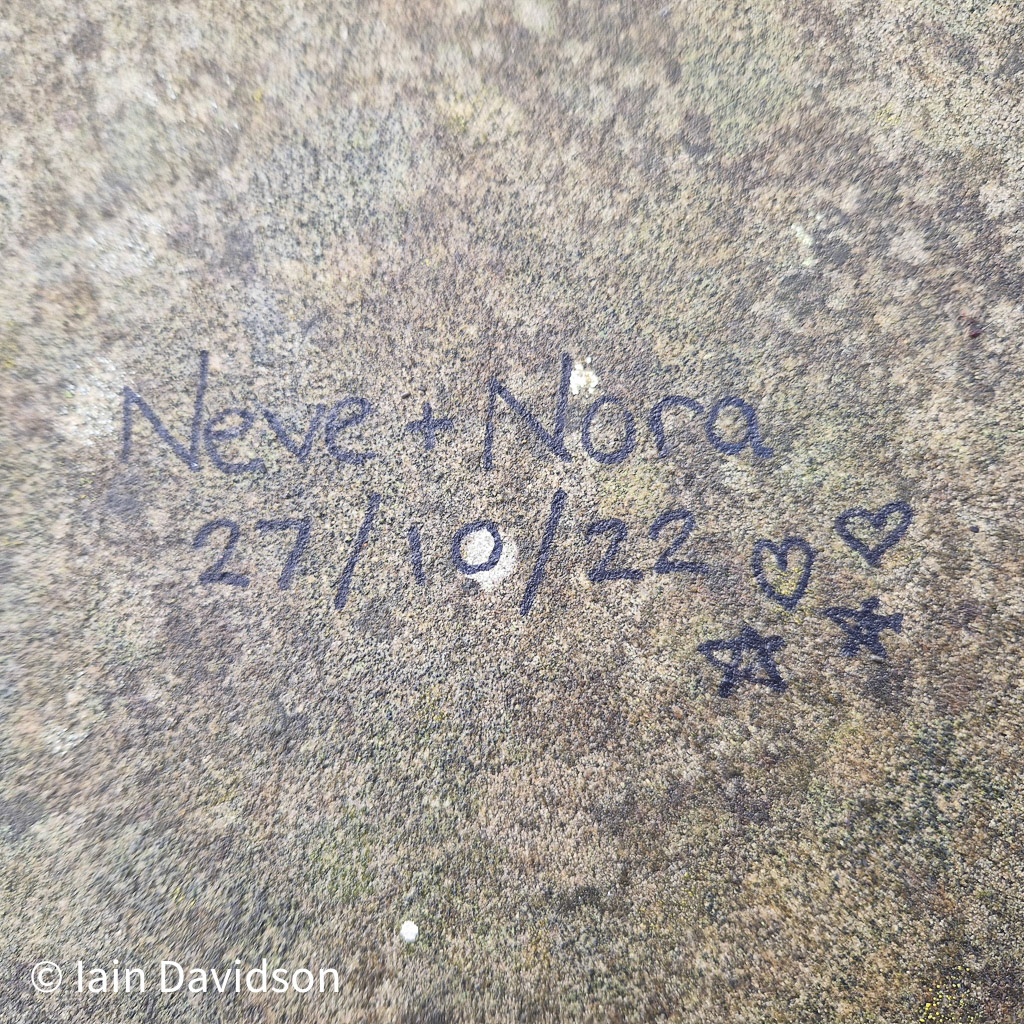 Neve + Nora
27/10/22
© Iain Davidson